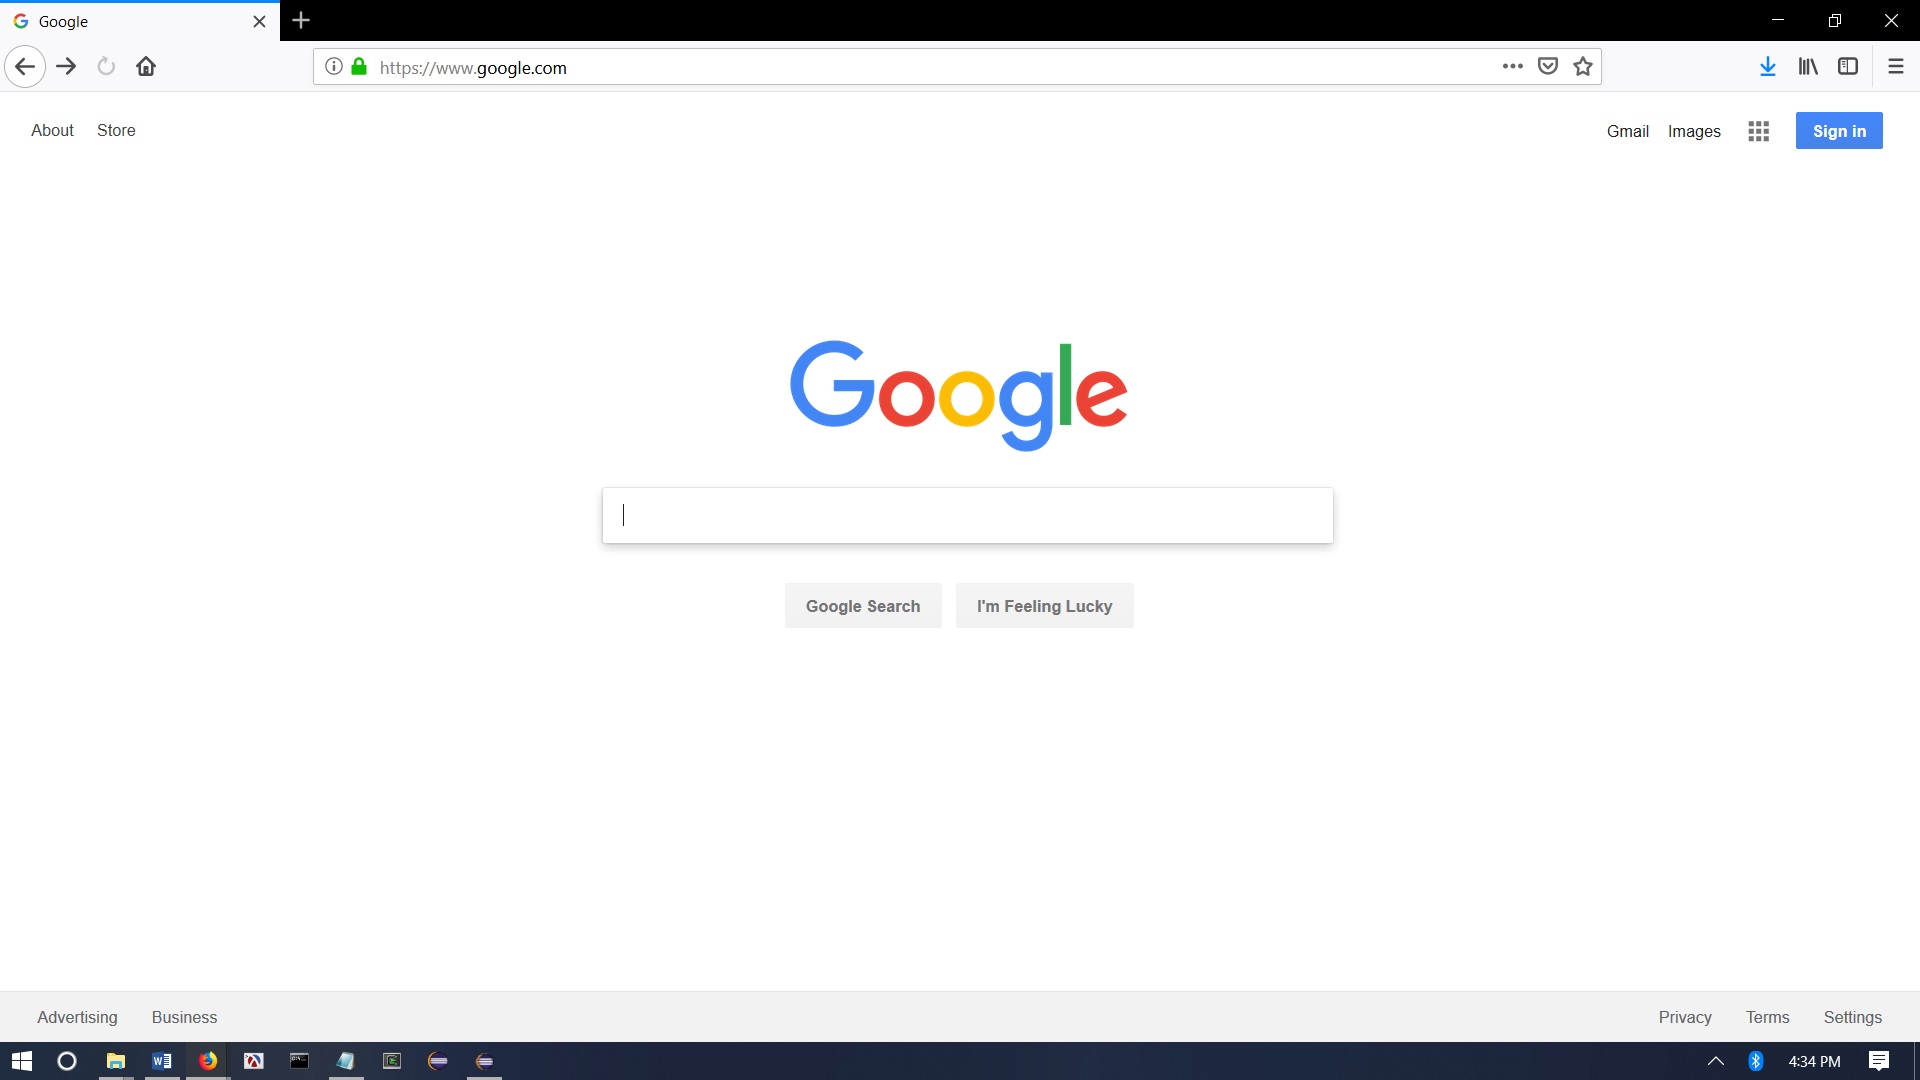 Google
https://www.google.com
About Store
Gmail Images Sign in
Google
Google Search I'm Feeling Lucky
Advertising Business
Privacy Terms Settings
4:34 PM